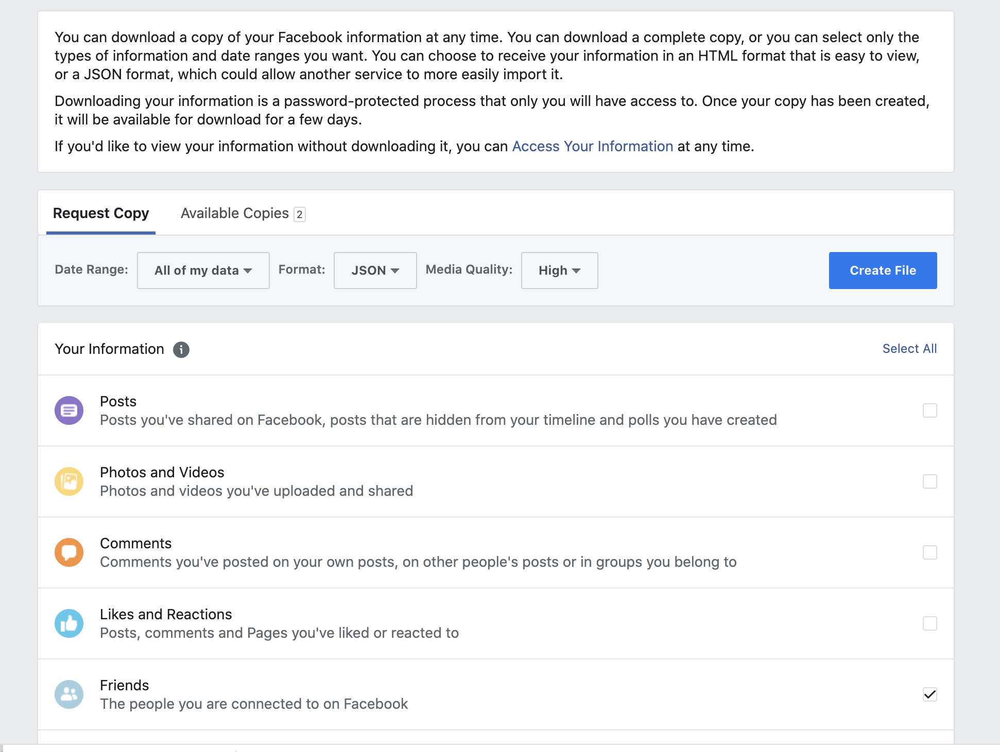 You can download a copy of your Facebook information at any time. You can download a complete copy, or you can select only the
types of information and date ranges you want. You can choose to receive your information in an HTML format that is easy to view,
or a JSON format, which could allow another service to more easily import it.
Downloading your information is a password-protected process that only you will have access to. Once your copy has been created,
it will be available for download for a few days.
If you'd like to view your information without downloading it, you can Access Your Information at any time.
Request Copy Available Copies 2
Date Range: All of my data Format: JSON Media Quality: High Create File
Your Information i Select All
Posts
Posts you've shared on Facebook, posts that are hidden from your timeline and polls you have created
Photos and Videos
Photos and videos you've uploaded and shared
Comments
Comments you've posted on your own posts, on other people's posts or in groups you belong to
Likes and Reactions
Posts, comments and Pages you've liked or reacted to
Friends
The people you are connected to on Facebook